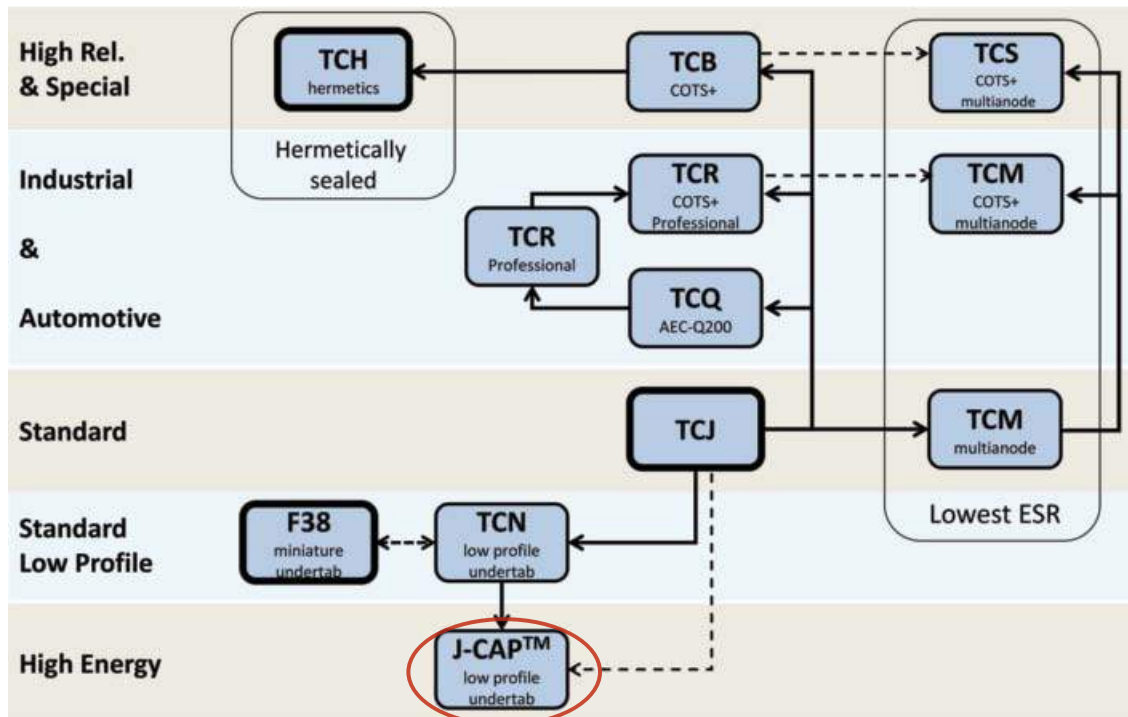 High Rel.
& Special
TCH
hermetics
Hermetically
sealed
TCB
COTS+
TCS
COTS+
multianode
Industrial
&
Automotive
TCR
COTS+
Professional
TCM
COTS+
multianode
TCR
Professional
TCQ
AEC-Q200
Standard
TCJ
TCM
multianode
Lowest ESR
Standard
Low Profile
F38
miniature
undertab
TCN
low profile
undertab
High Energy
J-CAP™
low profile
undertab